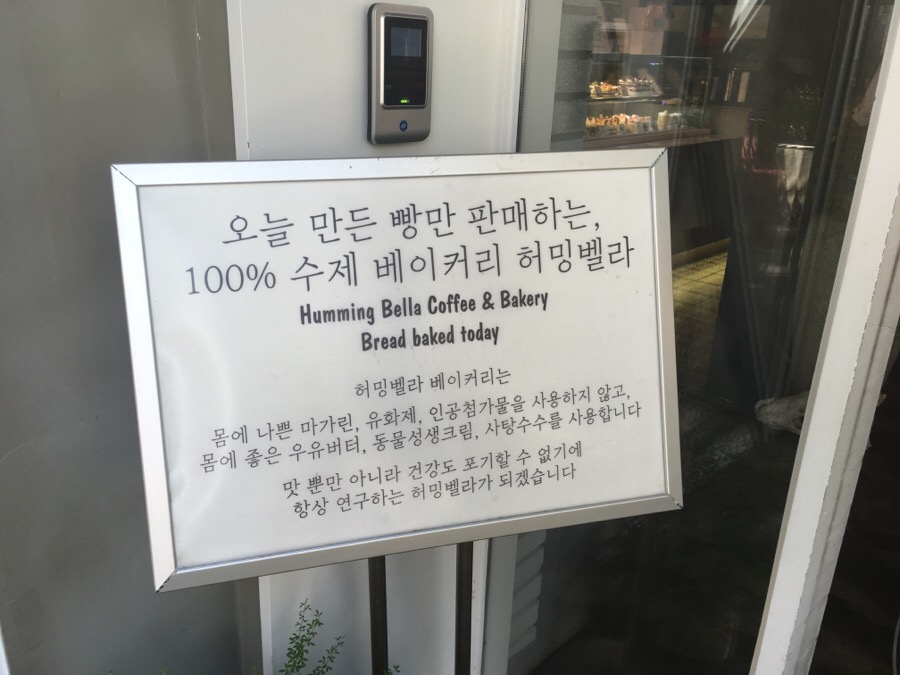 오늘 만든 빵만 판매하는,
100% 수제 베이커리 허밍벨라
Humming Bella Coffee & Bakery
Bread baked today
허밍벨라 베이커리는
몸에 나쁜 마가린, 유화제, 인공첨가물을 사용하지 않고,
몸에 좋은 우유버터, 동물성생크림, 사탕수수를 사용합니다
맛 뿐만 아니라 건강도 포기할 수 없기에
항상 연구하는 허밍벨라가 되겠습니다